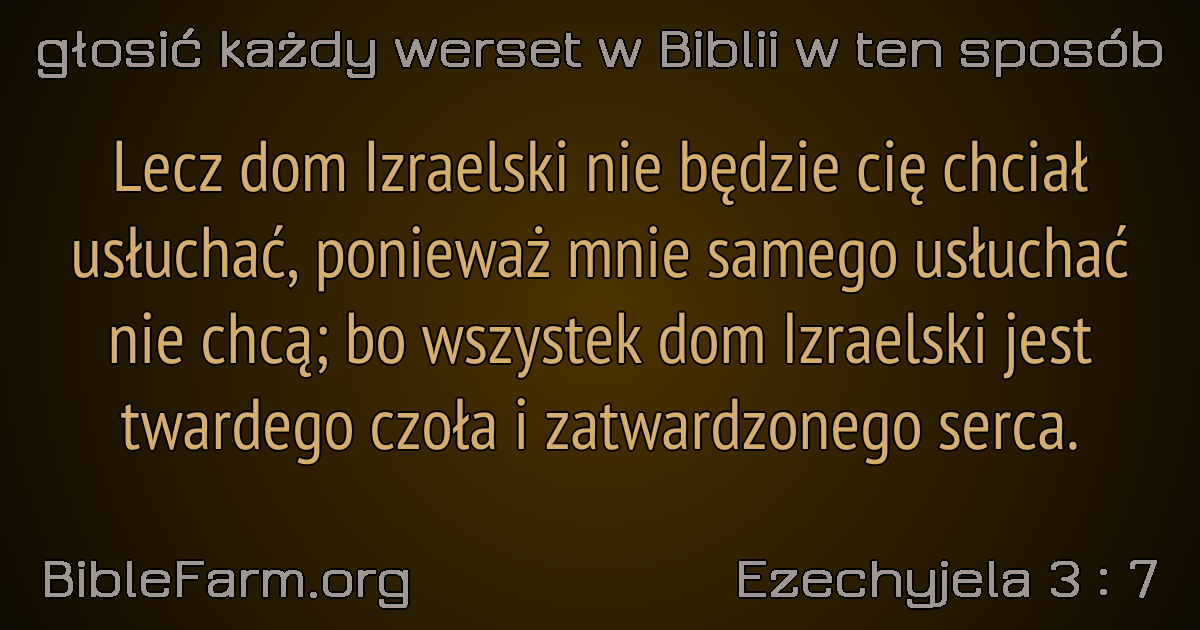 głosić każdy werset w Biblii w ten sposób
Lecz dom Izraelski nie będzie cię chciał
usłuchać, ponieważ mnie samego usłuchać
nie chcą; bo wszystek dom Izraelski jest
twardego czoła i zatwardzonego serca.
BibleFarm.org
Ezechyjela 3 : 7